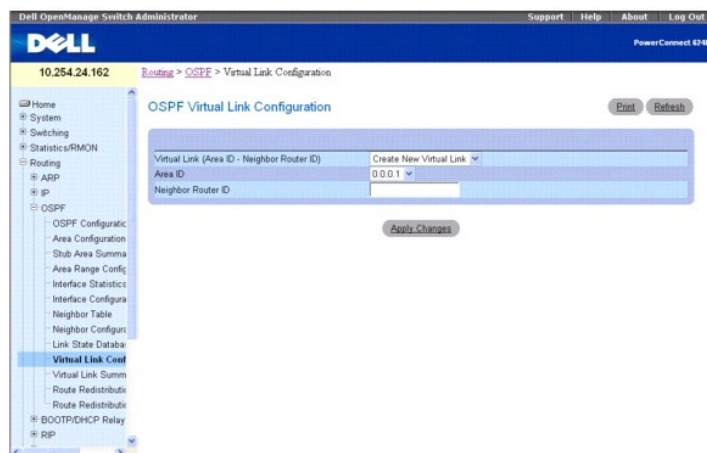 Dell OpenManage Switch Administrator
Support Help About Log Out
DELL
PowerConnect 624
10.254.24.162
Routing > OSPF > Virtual Link Configuration
Home
System
Switching
Statistics/RMON
Routing
ARP
IP
OSPF
OSPF Configuratic
Area Configuration
Stub Area Summa
Area Range Config
Interface Statistics
Interface Configura
Neighbor Table
Neighbor Configura
Link State Databas
Virtual Link Conf
Virtual Link Summ
Route Redistributic
Route Redistributic
BOOTP/DHCP Relay
RIP
OSPF Virtual Link Configuration
Print Refresh
Virtual Link (Area ID - Neighbor Router ID) Create New Virtual Link
Area ID 0.0.0.1
Neighbor Router ID
Apply Changes